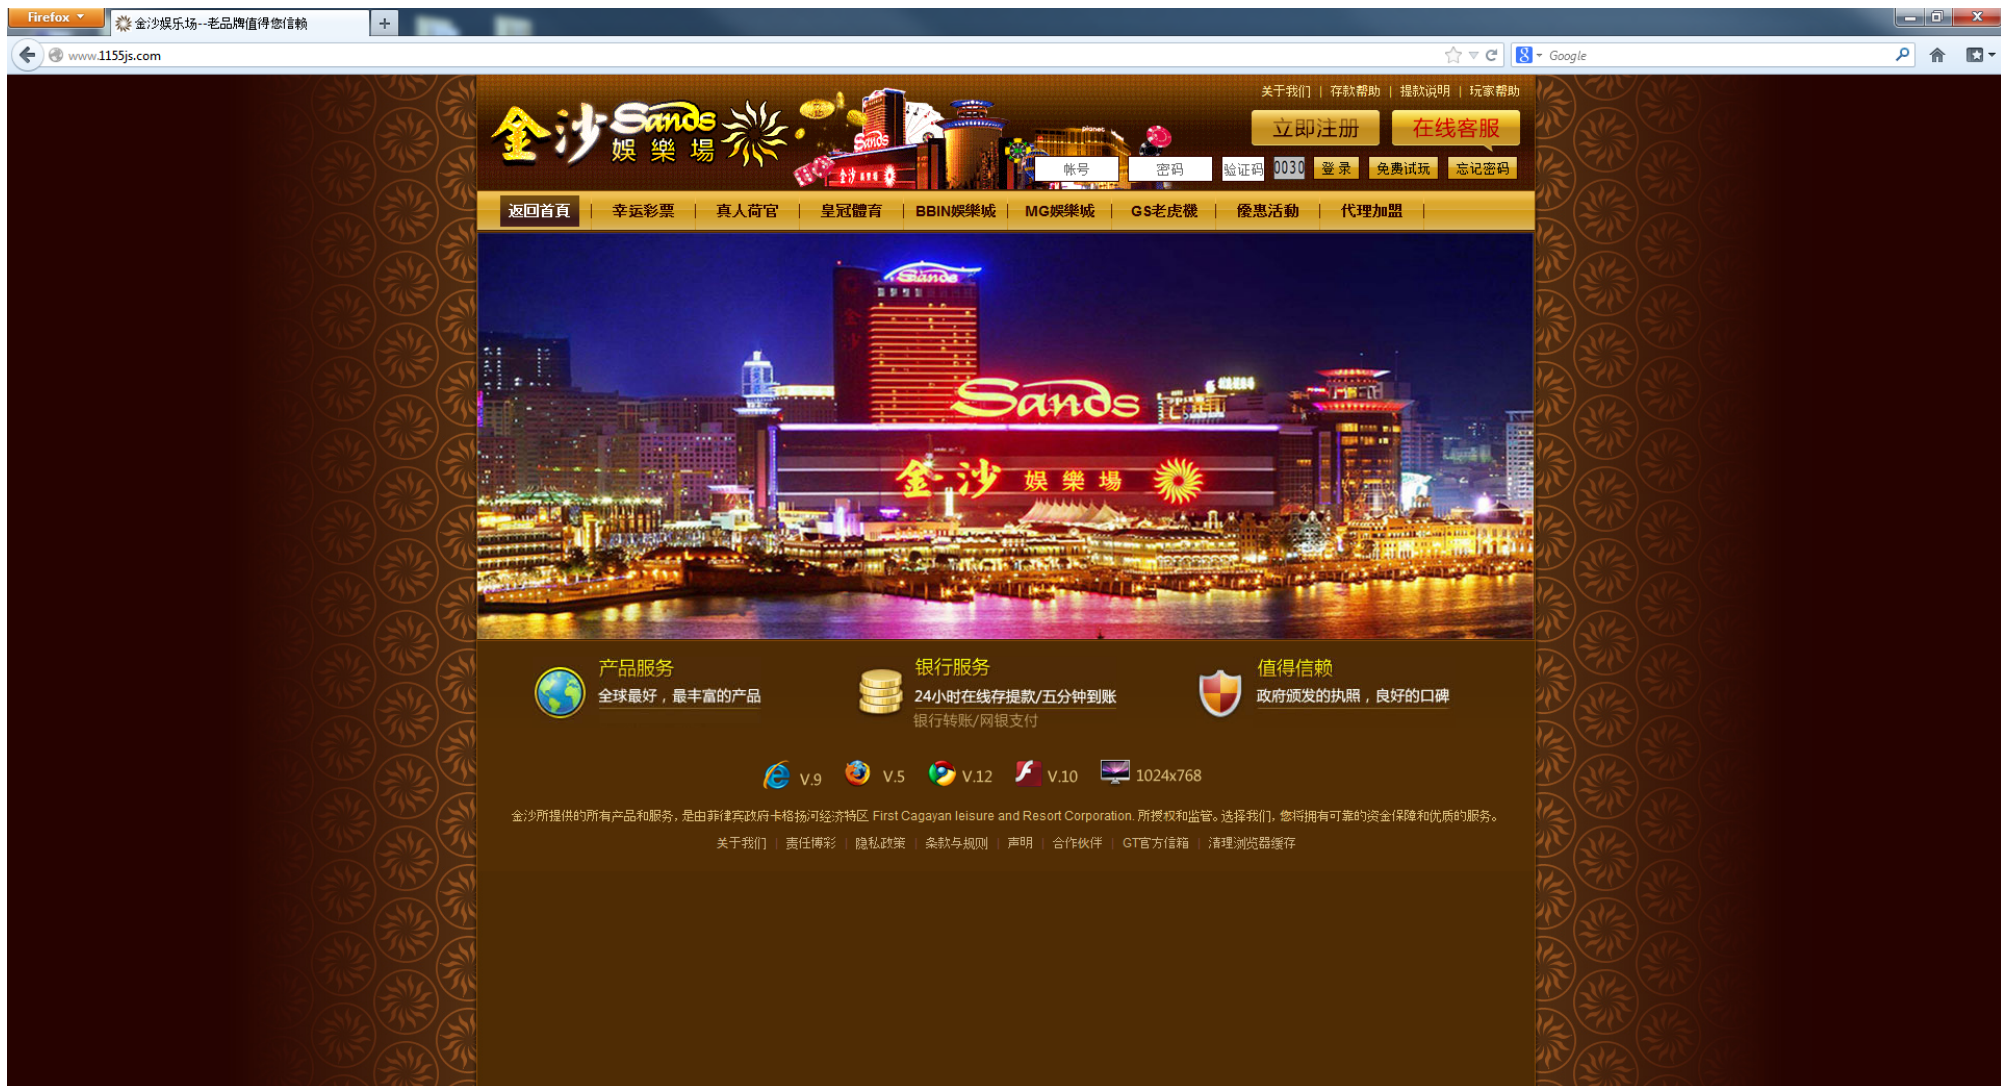 Firefox
金沙娱乐场--老品牌值得您信赖
www.1155js.com
Google
关于我们 | 存款帮助 | 提款说明 | 玩家帮助
金沙 Sands 娛樂場
立即注册 在线客服
帐号 密码 验证码 0030 登 录 免费试玩 忘记密码
返回首頁 幸运彩票 真人荷官 皇冠體育 BBIN娛樂城 MG娛樂城 GS老虎機 優惠活動 代理加盟
Sands
Sands
金沙 娛樂場
产品服务
全球最好，最丰富的产品
银行服务
24小时在线存提款/五分钟到账
银行转账/网银支付
值得信赖
政府颁发的执照，良好的口碑
V.9 V.5 V.12 V.10 1024x768
金沙所提供的所有产品和服务, 是由菲律宾政府卡格扬河经济特区 First Cagayan leisure and Resort Corporation. 所授权和监管。选择我们, 您将拥有可靠的资金保障和优质的服务。
关于我们 | 责任博彩 | 隐私政策 | 条款与规则 | 声明 | 合作伙伴 | GT官方信箱 | 清理浏览器缓存